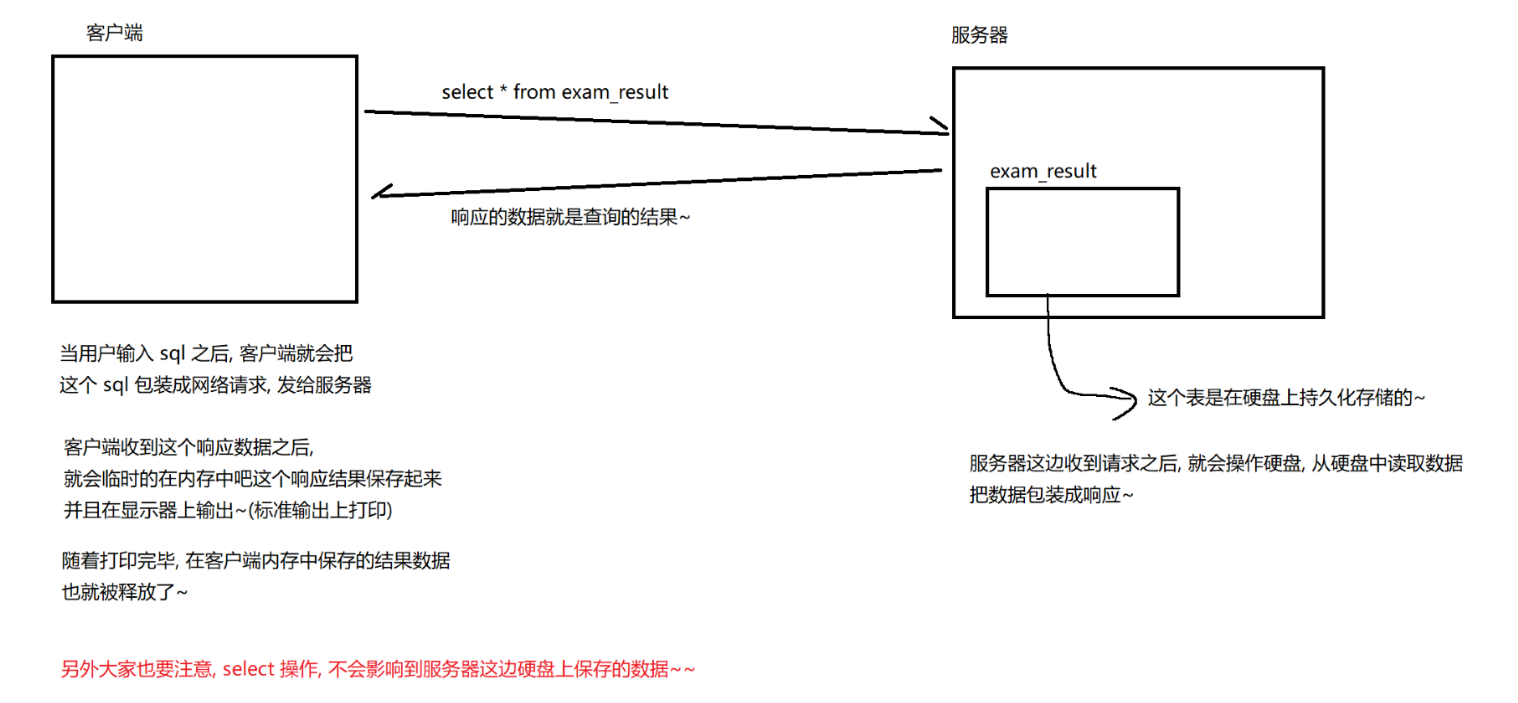 客户端
服务器
select * from exam_result
exam_result
响应的数据就是查询的结果~
当用户输入 sql 之后, 客户端就会把
这个 sql 包装成网络请求, 发给服务器
这个表是在硬盘上持久化存储的~
客户端收到这个响应数据之后,
就会临时的在内存中吧这个响应结果保存起来
并且在显示器上输出~(标准输出上打印)
服务器这边收到请求之后, 就会操作硬盘, 从硬盘中读取数据
把数据包装成响应~
随着打印完毕, 在客户端内存中保存的结果数据
也就被释放了~
另外大家也要注意, select 操作, 不会影响到服务器这边硬盘上保存的数据~~